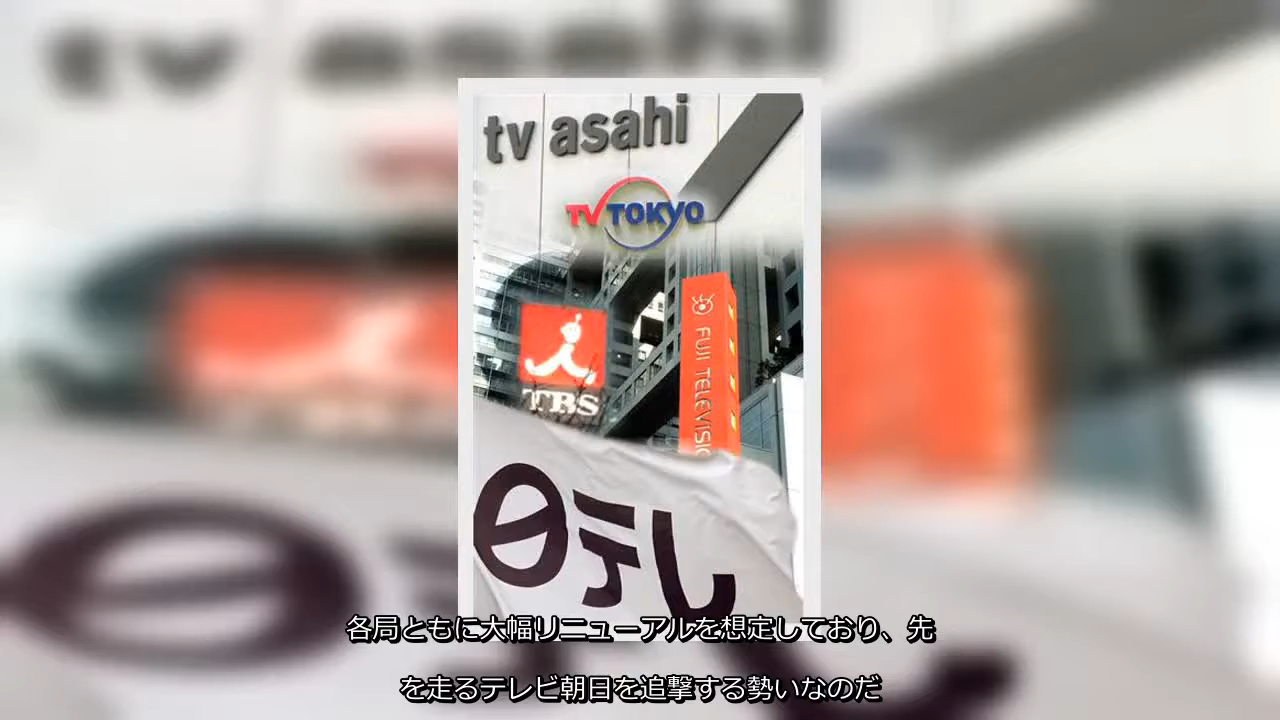 tv asahi
TV TOKYO
TBS
FUJI TELEVISI
日テレ
各局ともに大幅リニューアルを想定しており、先
を走るテレビ朝日を追撃する勢いなのだ